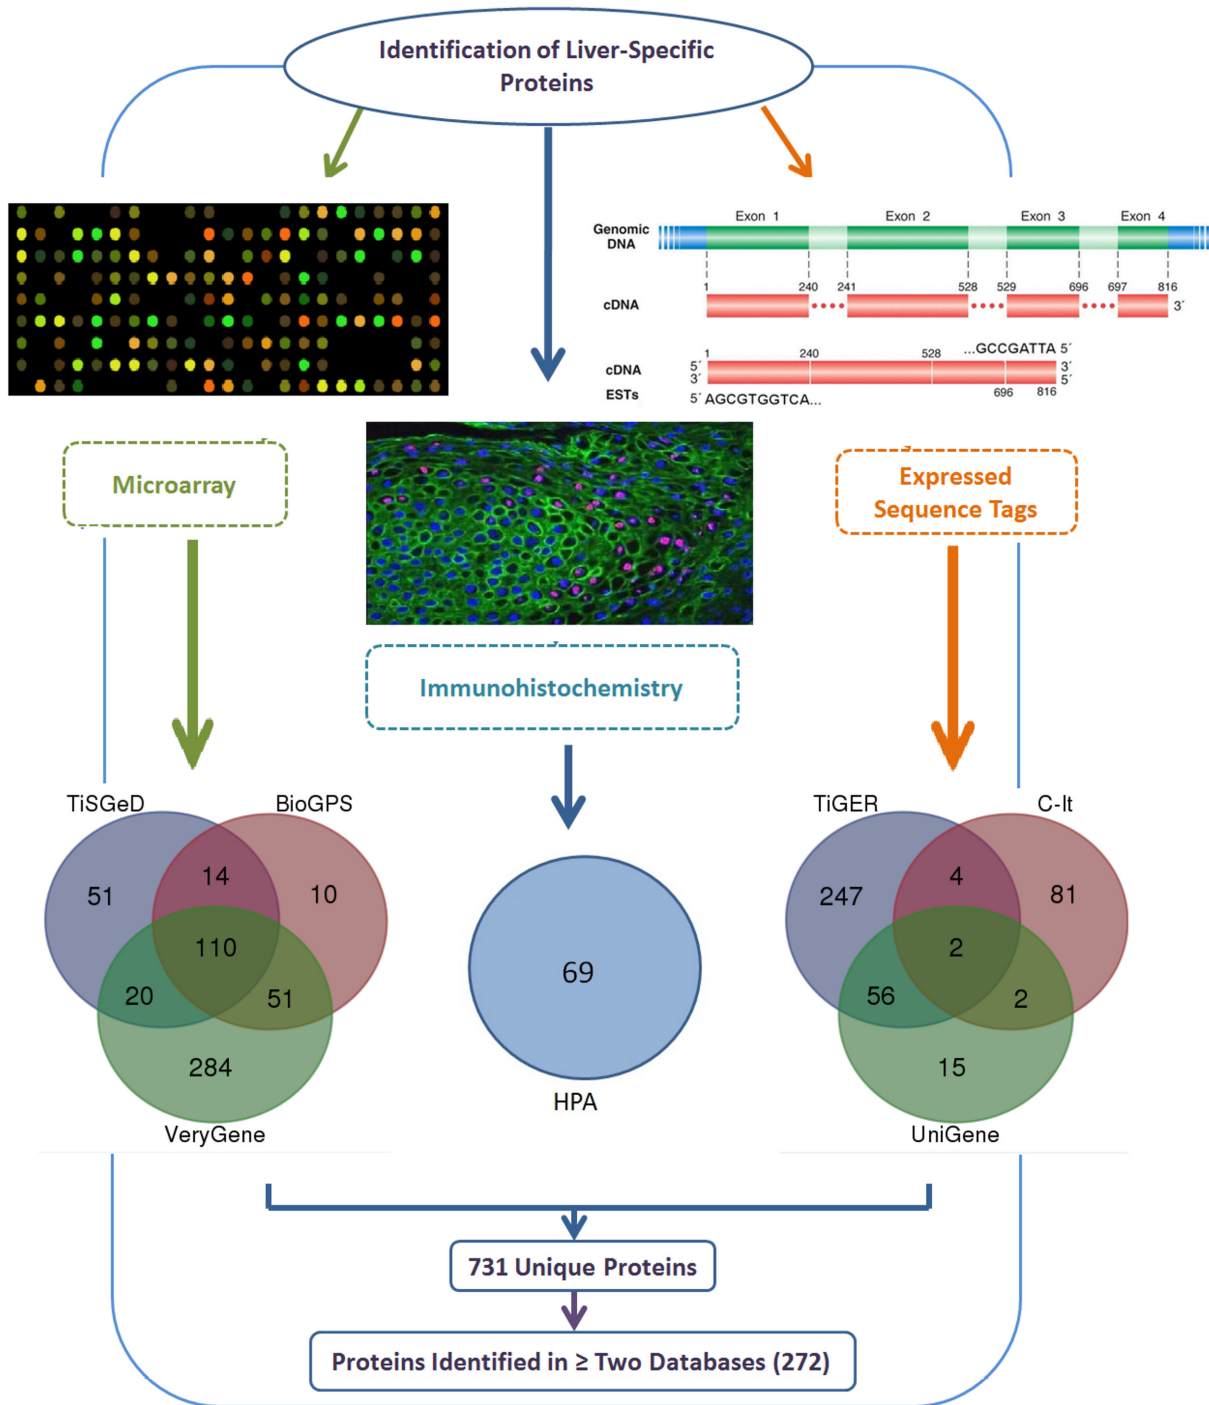 Identification of Liver-Specific
Proteins
Exon 1 Exon 2 Exon 3 Exon 4
Genomic
DNA
1 240 241 528 529 696 697 816
cDNA 3´
...GCCGATTA 5´
1 240 528
cDNA 5´ 3´
3´ 5´
696 816
ESTs
5´ AGCGTGGTCA...
Microarray
Expressed
Sequence Tags
Immunohistochemistry
TiSGeD BioGPS
51 14 10
110
20 51
284
VeryGene
69
HPA
TiGER C-It
247 4 81
2
56 2
15
UniGene
731 Unique Proteins
Proteins Identified in ≥ Two Databases (272)